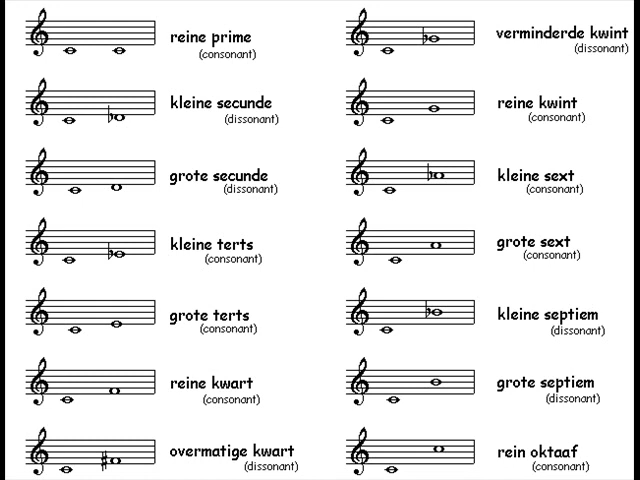 reine prime
(consonant)
kleine secunde
(dissonant)
grote secunde
(dissonant)
kleine terts
(consonant)
grote terts
(consonant)
reine kwart
(consonant)
overmatige kwart
(dissonant)
verminderde kwint
(dissonant)
reine kwint
(consonant)
kleine sext
(consonant)
grote sext
(consonant)
kleine septiem
(dissonant)
grote septiem
(dissonant)
rein oktaaf
(consonant)